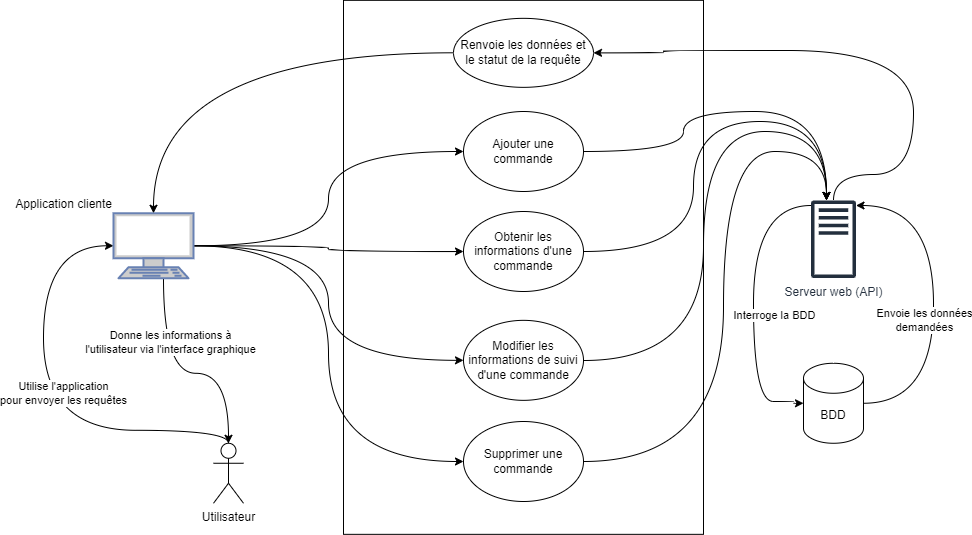 Renvoie les données et
le statut de la requête
Ajouter une
commande
Application cliente
Obtenir les
informations d'une
commande
Serveur web (API)
Interroge la BDD
Envoie les données
demandées
Donne les informations à
l'utilisateur via l'interface graphique
Modifier les
informations de suivi
d'une commande
Utilise l'application
pour envoyer les requêtes
BDD
Supprimer une
commande
Utilisateur